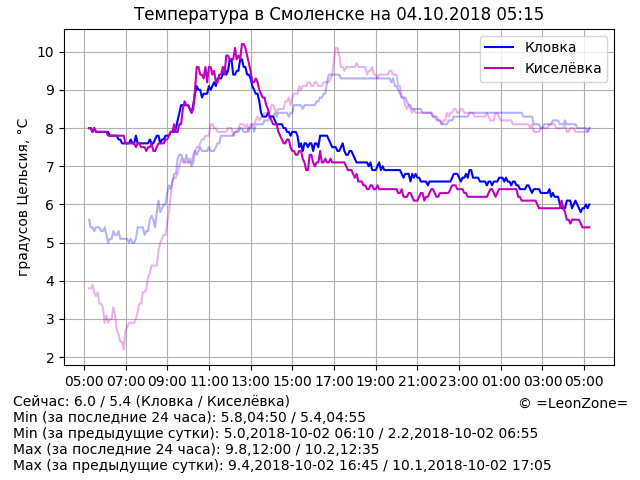 Температура в Смоленске на 04.10.2018 05:15
градусов Цельсия, °C
10
9
8
7
6
5
4
3
2
Кловка
Киселёвка
05:00 07:00 09:00 11:00 13:00 15:00 17:00 19:00 21:00 23:00 01:00 03:00 05:00
Сейчас: 6.0 / 5.4 (Кловка / Киселёвка)
© =LeonZone=
Min (за последние 24 часа): 5.8,04:50 / 5.4,04:55
Min (за предыдущие сутки): 5.0,2018-10-02 06:10 / 2.2,2018-10-02 06:55
Max (за последние 24 часа): 9.8,12:00 / 10.2,12:35
Max (за предыдущие сутки): 9.4,2018-10-02 16:45 / 10.1,2018-10-02 17:05